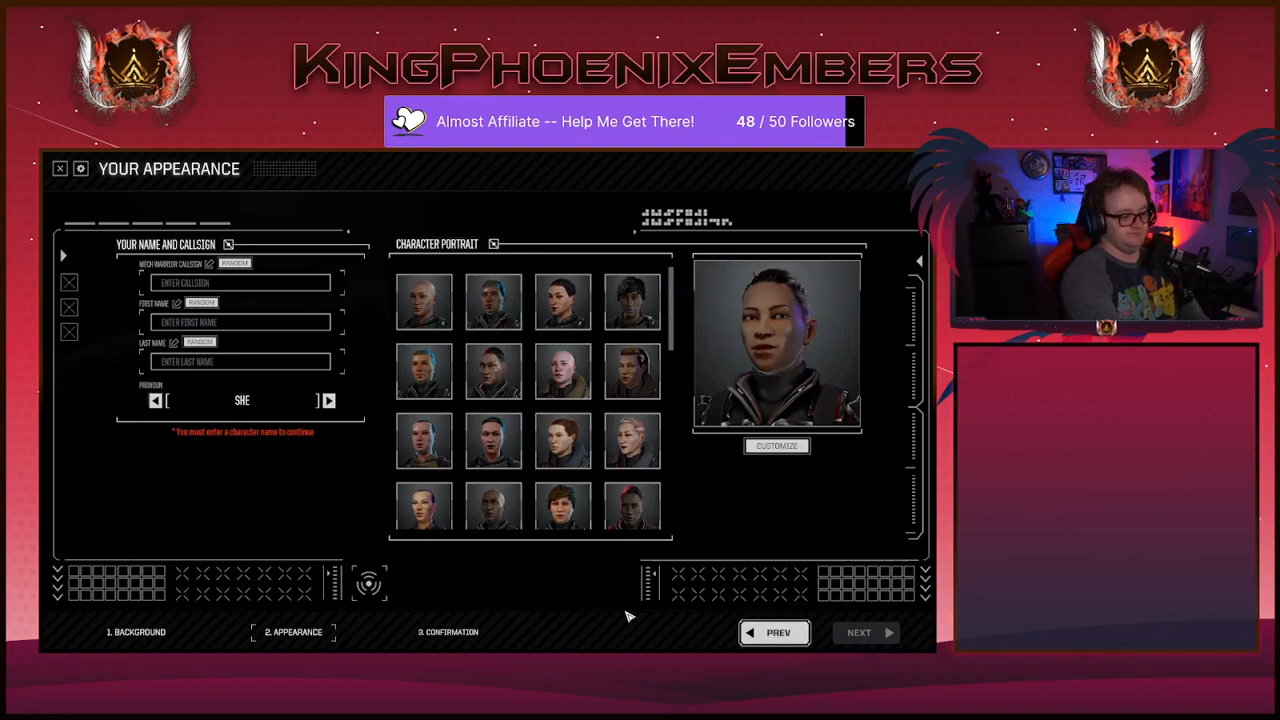 KINGPHOENIXEMBERS
Almost Affiliate -- Help Me Get There! 48 / 50 Followers
YOUR APPEARANCE
YOUR NAME AND CALLSIGN
MECH WARRIOR CALLSIGN RANDOM
ENTER CALLSIGN
FIRST NAME RANDOM
ENTER FIRST NAME
LAST NAME RANDOM
ENTER LAST NAME
PRONOUN
SHE
* You must enter a character name to continue
CHARACTER PORTRAIT
CUSTOMIZE
1. BACKGROUND
2. APPEARANCE
3. CONFIRMATION
PREV
NEXT